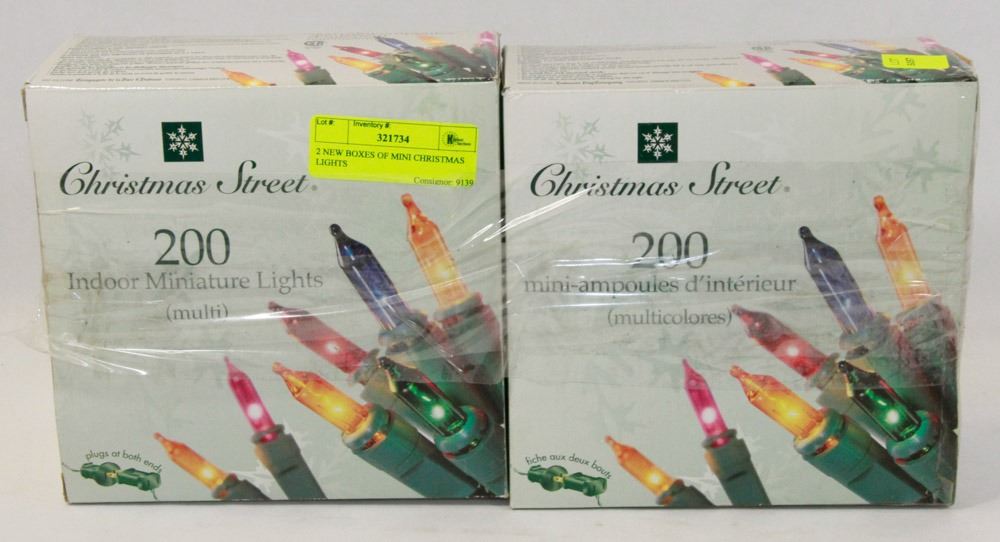 Lot #: Inventory #:
321734
2 NEW BOXES OF MINI CHRISTMAS
LIGHTS
Consignor: 9139
Christmas Street®
200
Indoor Miniature Lights
(multi)
plugs at both ends
Christmas Street®
200
mini-ampoules d'intérieur
(multicolores)
fiche aux deux bouts